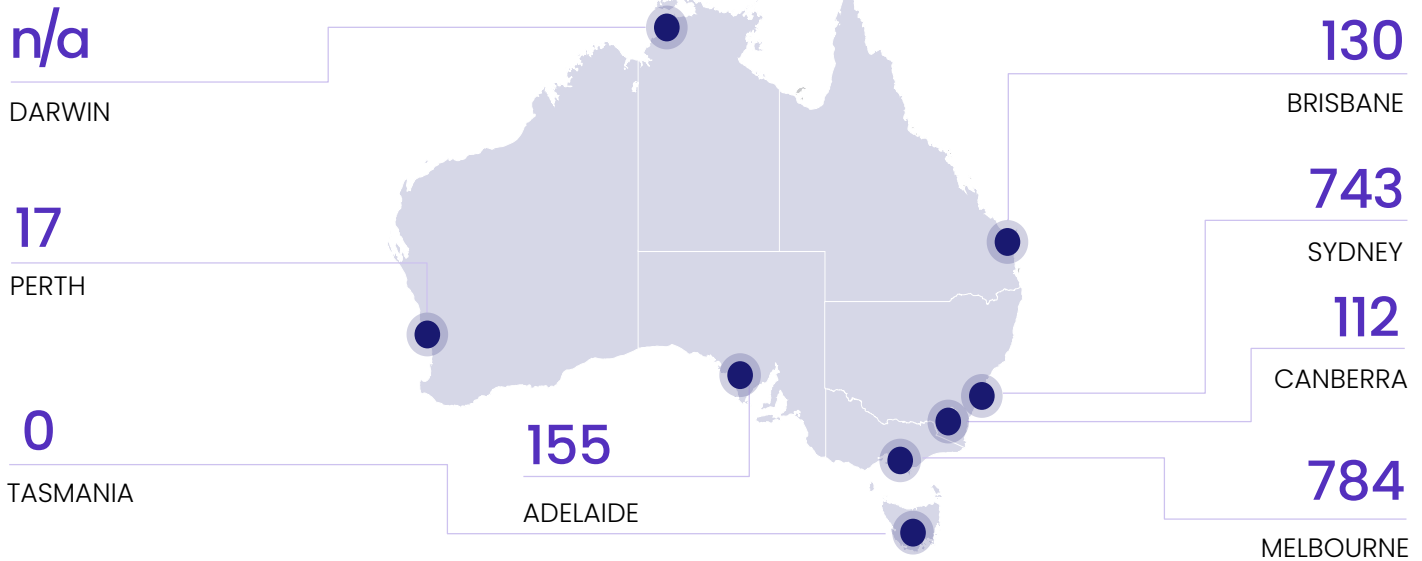 n/a
DARWIN
17
PERTH
0
TASMANIA
155
ADELAIDE
130
BRISBANE
743
SYDNEY
112
CANBERRA
784
MELBOURNE